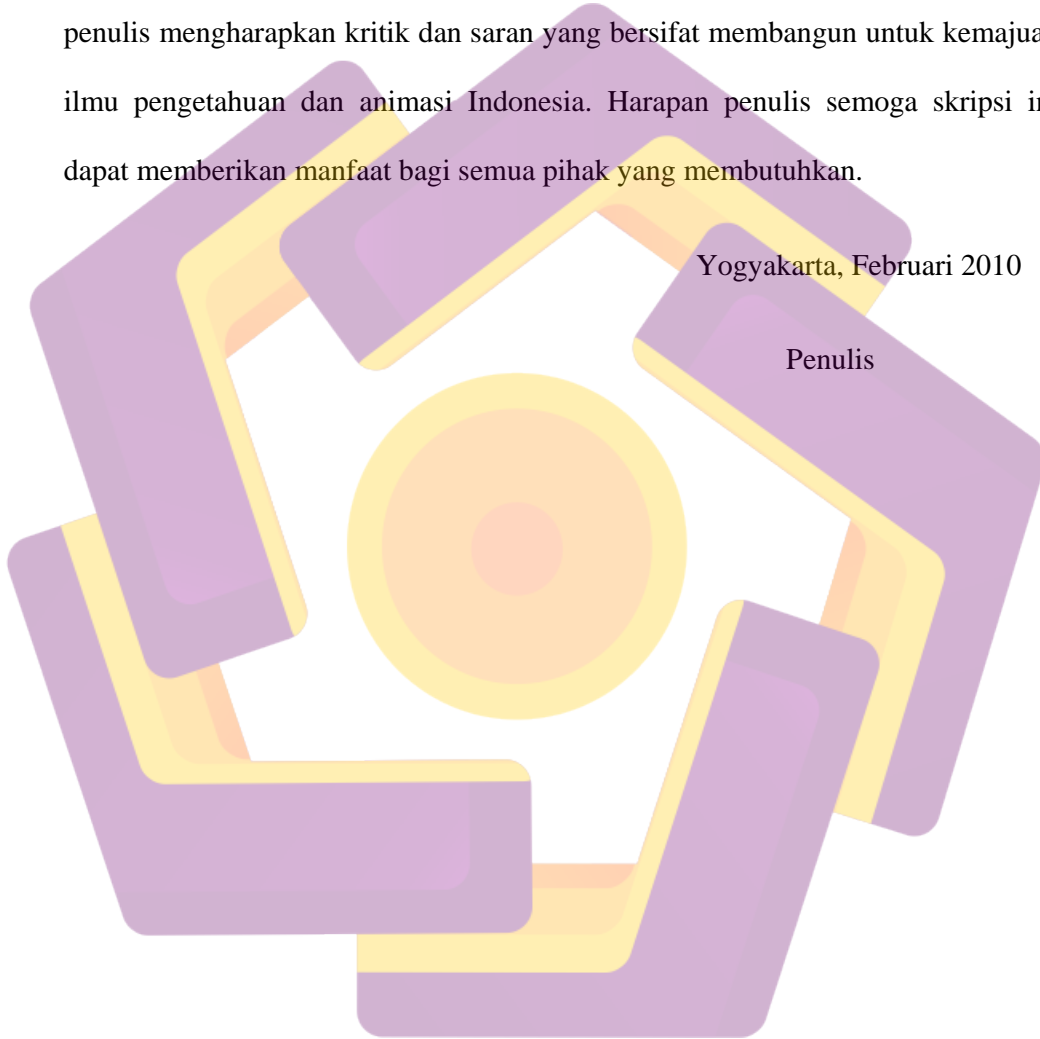 penulis mengharapkan kritik dan saran yang bersifat membangun untuk kemajua
ilmu pengetahuan dan animasi Indonesia. Harapan penulis semoga skripsi in
dapat memberikan manfaat bagi semua pihak yang membutuhkan.
Yogyakarta, Februari 2010
Penulis